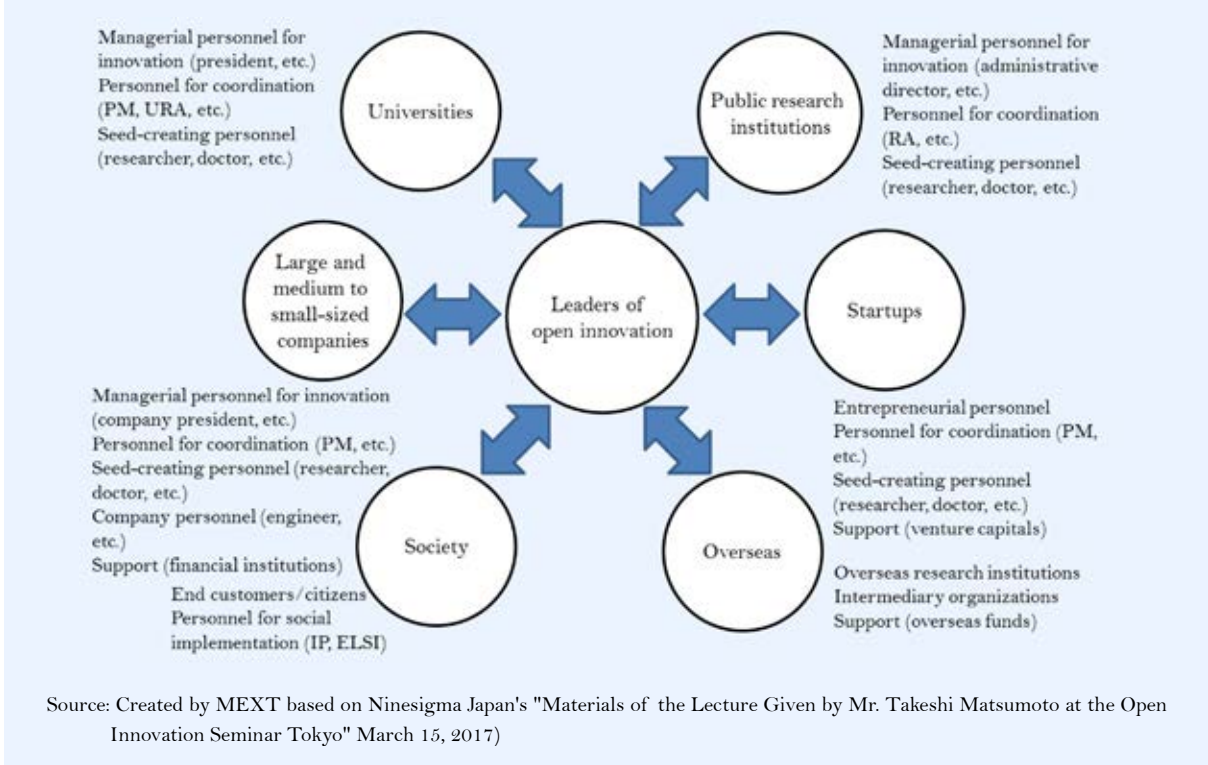 Managerial personnel for
innovation (president, etc.)
Personnel for coordination
(PM, URA, etc.)
Seed-creating personnel
(researcher, doctor, etc.)
Universities
Public research
institutions
Managerial personnel for
innovation (administrative
director, etc.)
Personnel for coordination
(RA, etc.)
Seed-creating personnel
(researcher, doctor, etc.)
Large and
medium to
small-sized
companies
Leaders of
open innovation
Startups
Managerial personnel for innovation
(company president, etc.)
Personnel for coordination (PM, etc.)
Seed-creating personnel (researcher,
doctor, etc.)
Company personnel (engineer,
etc.)
Support (financial institutions)
Entrepreneurial personnel
Personnel for coordination (PM,
etc.)
Seed-creating personnel
(researcher, doctor, etc.)
Support (venture capitals)
Society
End customers/citizens
Personnel for social
implementation (IP, ELSI)
Overseas
Overseas research institutions
Intermediary organizations
Support (overseas funds)
Source: Created by MEXT based on Ninesigma Japan's "Materials of the Lecture Given by Mr. Takeshi Matsumoto at the Open
Innovation Seminar Tokyo" March 15, 2017)